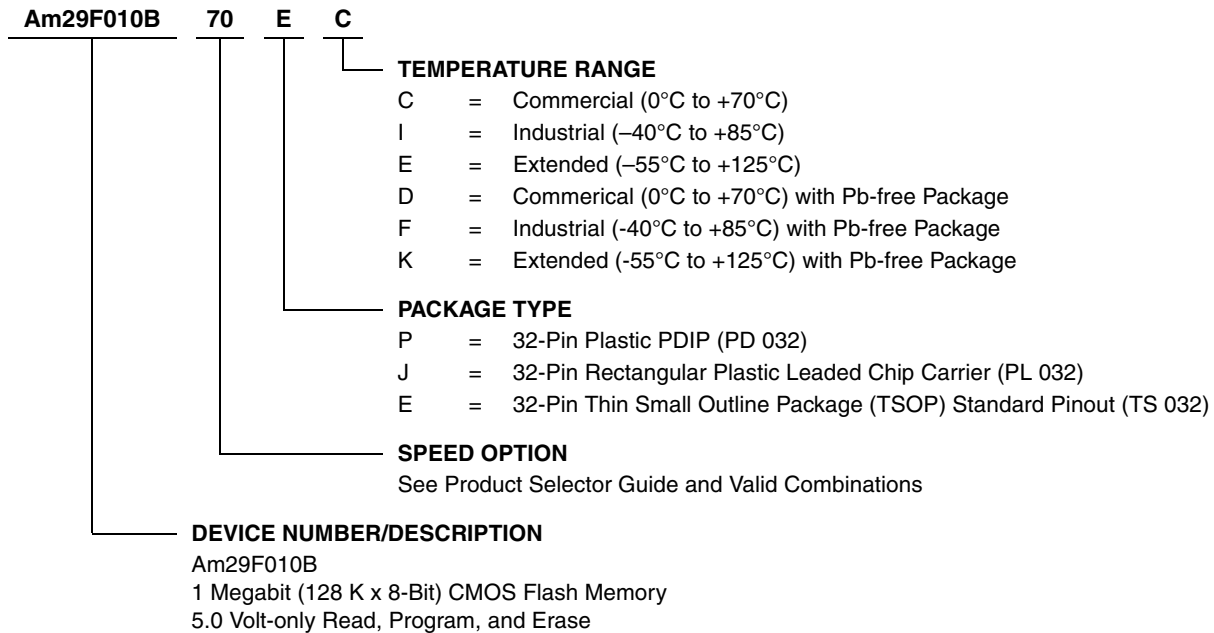 Am29F010B 70 E C
TEMPERATURE RANGE
C = Commercial (0°C to +70°C)
I = Industrial (–40°C to +85°C)
E = Extended (–55°C to +125°C)
D = Commerical (0°C to +70°C) with Pb-free Package
F = Industrial (-40°C to +85°C) with Pb-free Package
K = Extended (-55°C to +125°C) with Pb-free Package
PACKAGE TYPE
P = 32-Pin Plastic PDIP (PD 032)
J = 32-Pin Rectangular Plastic Leaded Chip Carrier (PL 032)
E = 32-Pin Thin Small Outline Package (TSOP) Standard Pinout (TS 032)
SPEED OPTION
See Product Selector Guide and Valid Combinations
DEVICE NUMBER/DESCRIPTION
Am29F010B
1 Megabit (128 K x 8-Bit) CMOS Flash Memory
5.0 Volt-only Read, Program, and Erase